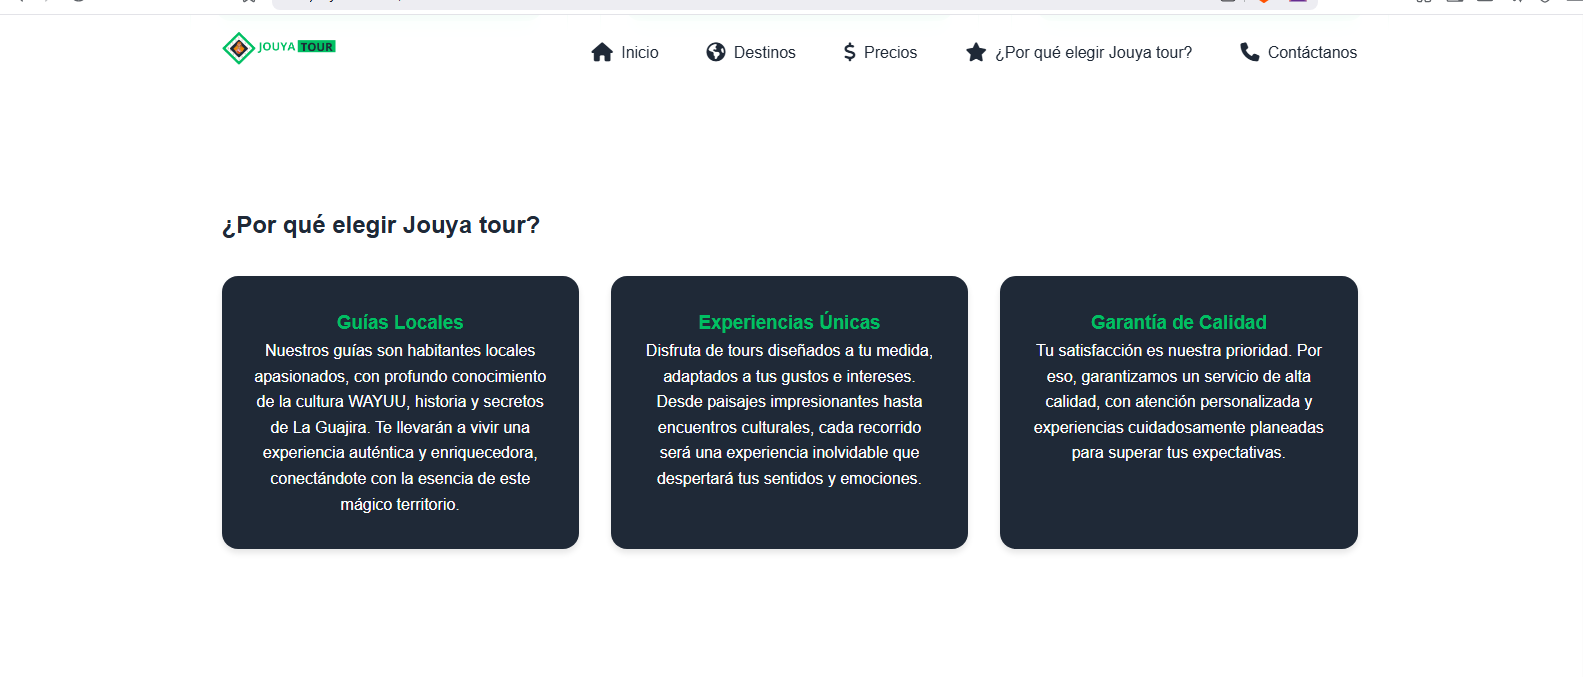 JOUYA TOUR
Inicio
Destinos
Precios
¿Por qué elegir Jouya tour?
Contáctanos
¿Por qué elegir Jouya tour?
Guías Locales
Nuestros guías son habitantes locales
apasionados, con profundo conocimiento
de la cultura WAYUU, historia y secretos
de La Guajira. Te llevarán a vivir una
experiencia auténtica y enriquecedora,
conectándote con la esencia de este
mágico territorio.
Experiencias Únicas
Disfruta de tours diseñados a tu medida,
adaptados a tus gustos e intereses.
Desde paisajes impresionantes hasta
encuentros culturales, cada recorrido
será una experiencia inolvidable que
despertará tus sentidos y emociones.
Garantía de Calidad
Tu satisfacción es nuestra prioridad. Por
eso, garantizamos un servicio de alta
calidad, con atención personalizada y
experiencias cuidadosamente planeadas
para superar tus expectativas.